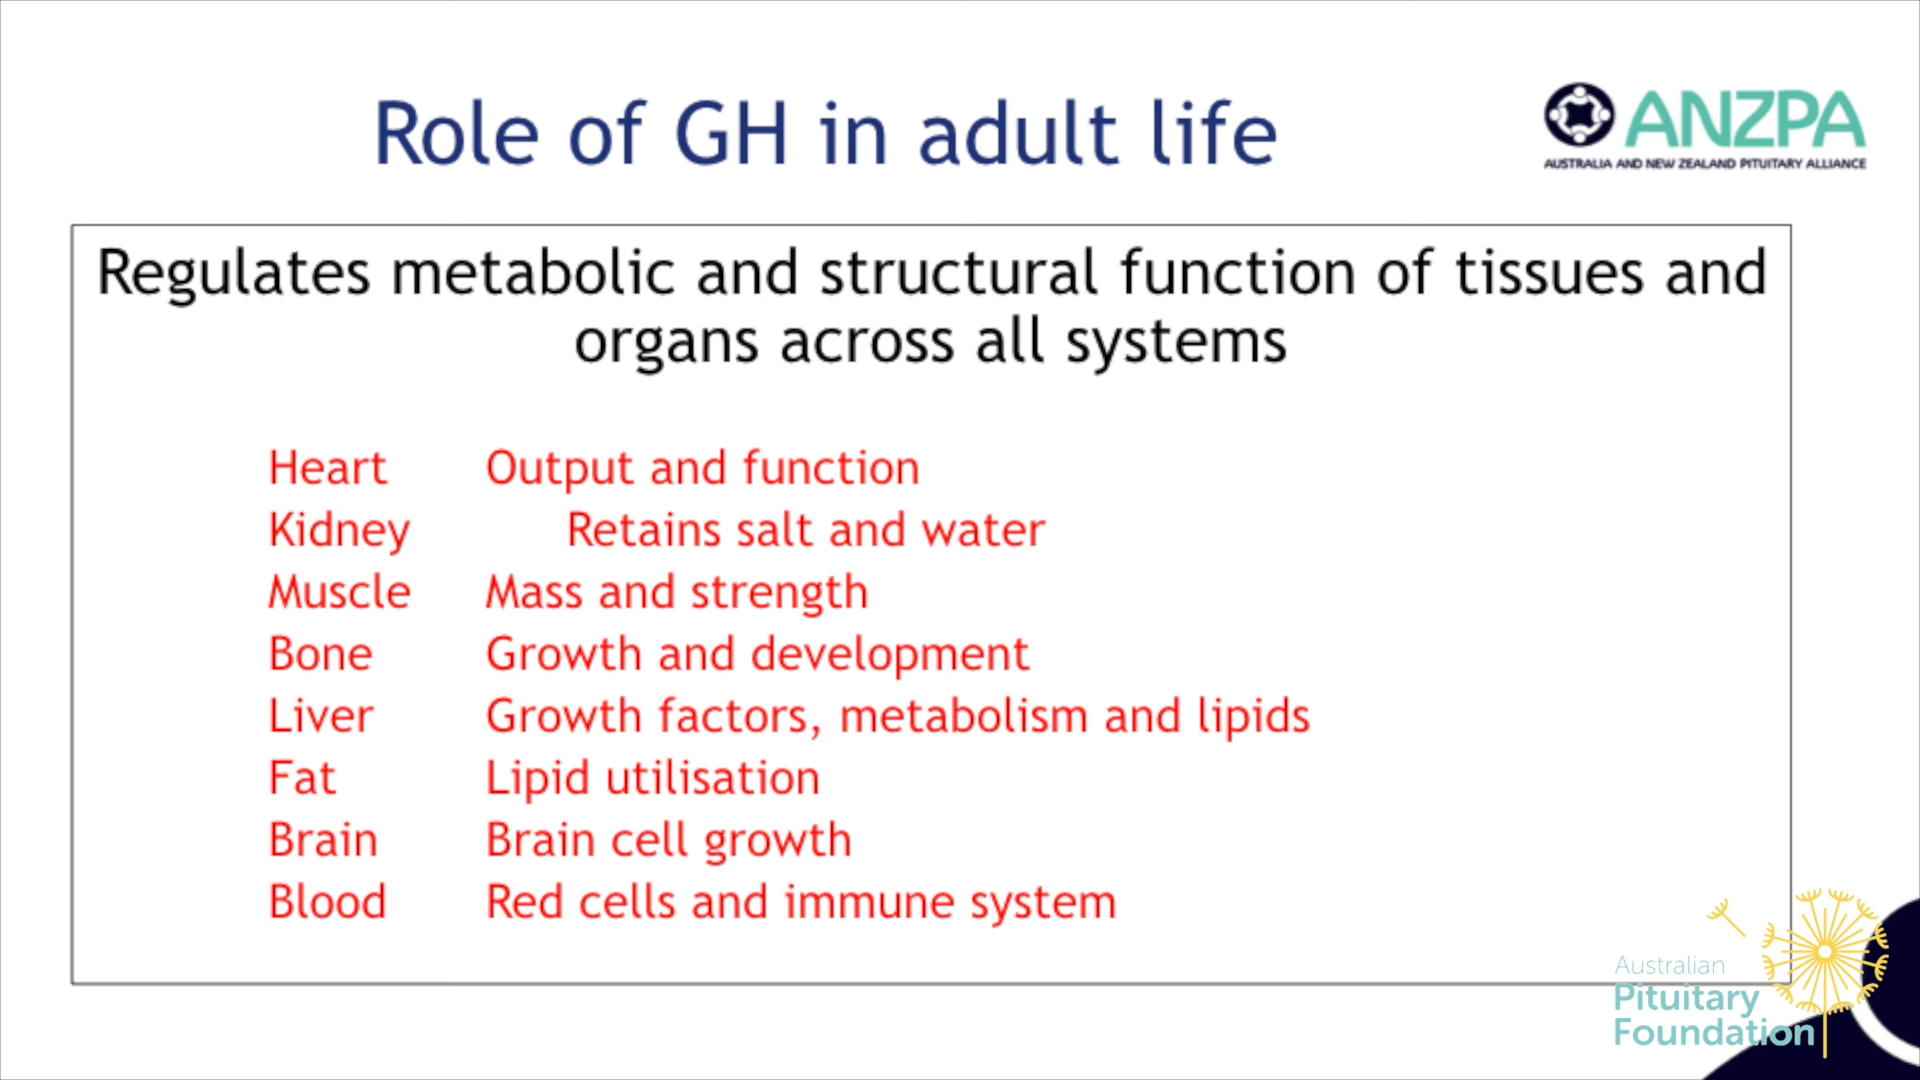 Role of GH in adult life
ANZPA
AUSTRALIA AND NEW ZEALAND PITUITARY ALLIANCE
Regulates metabolic and structural function of tissues and
organs across all systems
Heart Output and function
Kidney Retains salt and water
Muscle Mass and strength
Bone Growth and development
Liver Growth factors, metabolism and lipids
Fat Lipid utilisation
Brain Brain cell growth
Blood Red cells and immune system
Australian
Pituitary
Foundation